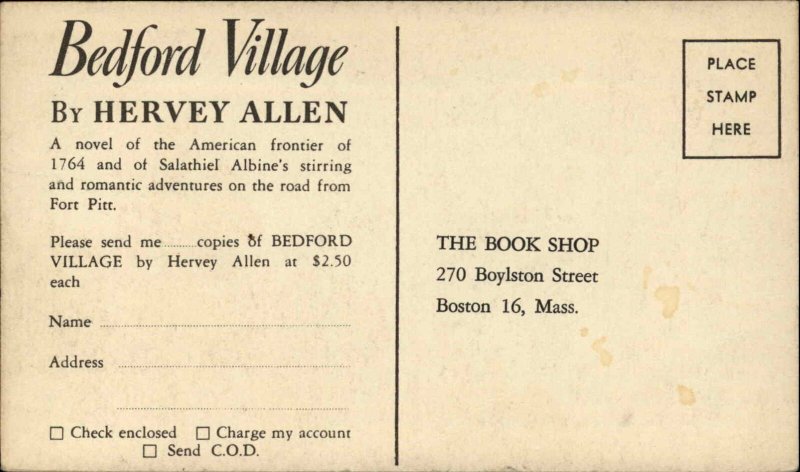 Bedford Village
By HERVEY ALLEN
A novel of the American frontier of
1764 and of Salathiel Albine's stirring
and romantic adventures on the road from
Fort Pitt.
Please send me..........copies of BEDFORD
VILLAGE by Hervey Allen at $2.50
each
Name
Address
☐ Check enclosed ☐ Charge my account
☐ Send C.O.D.
PLACE
STAMP
HERE
THE BOOK SHOP
270 Boylston Street
Boston 16, Mass.